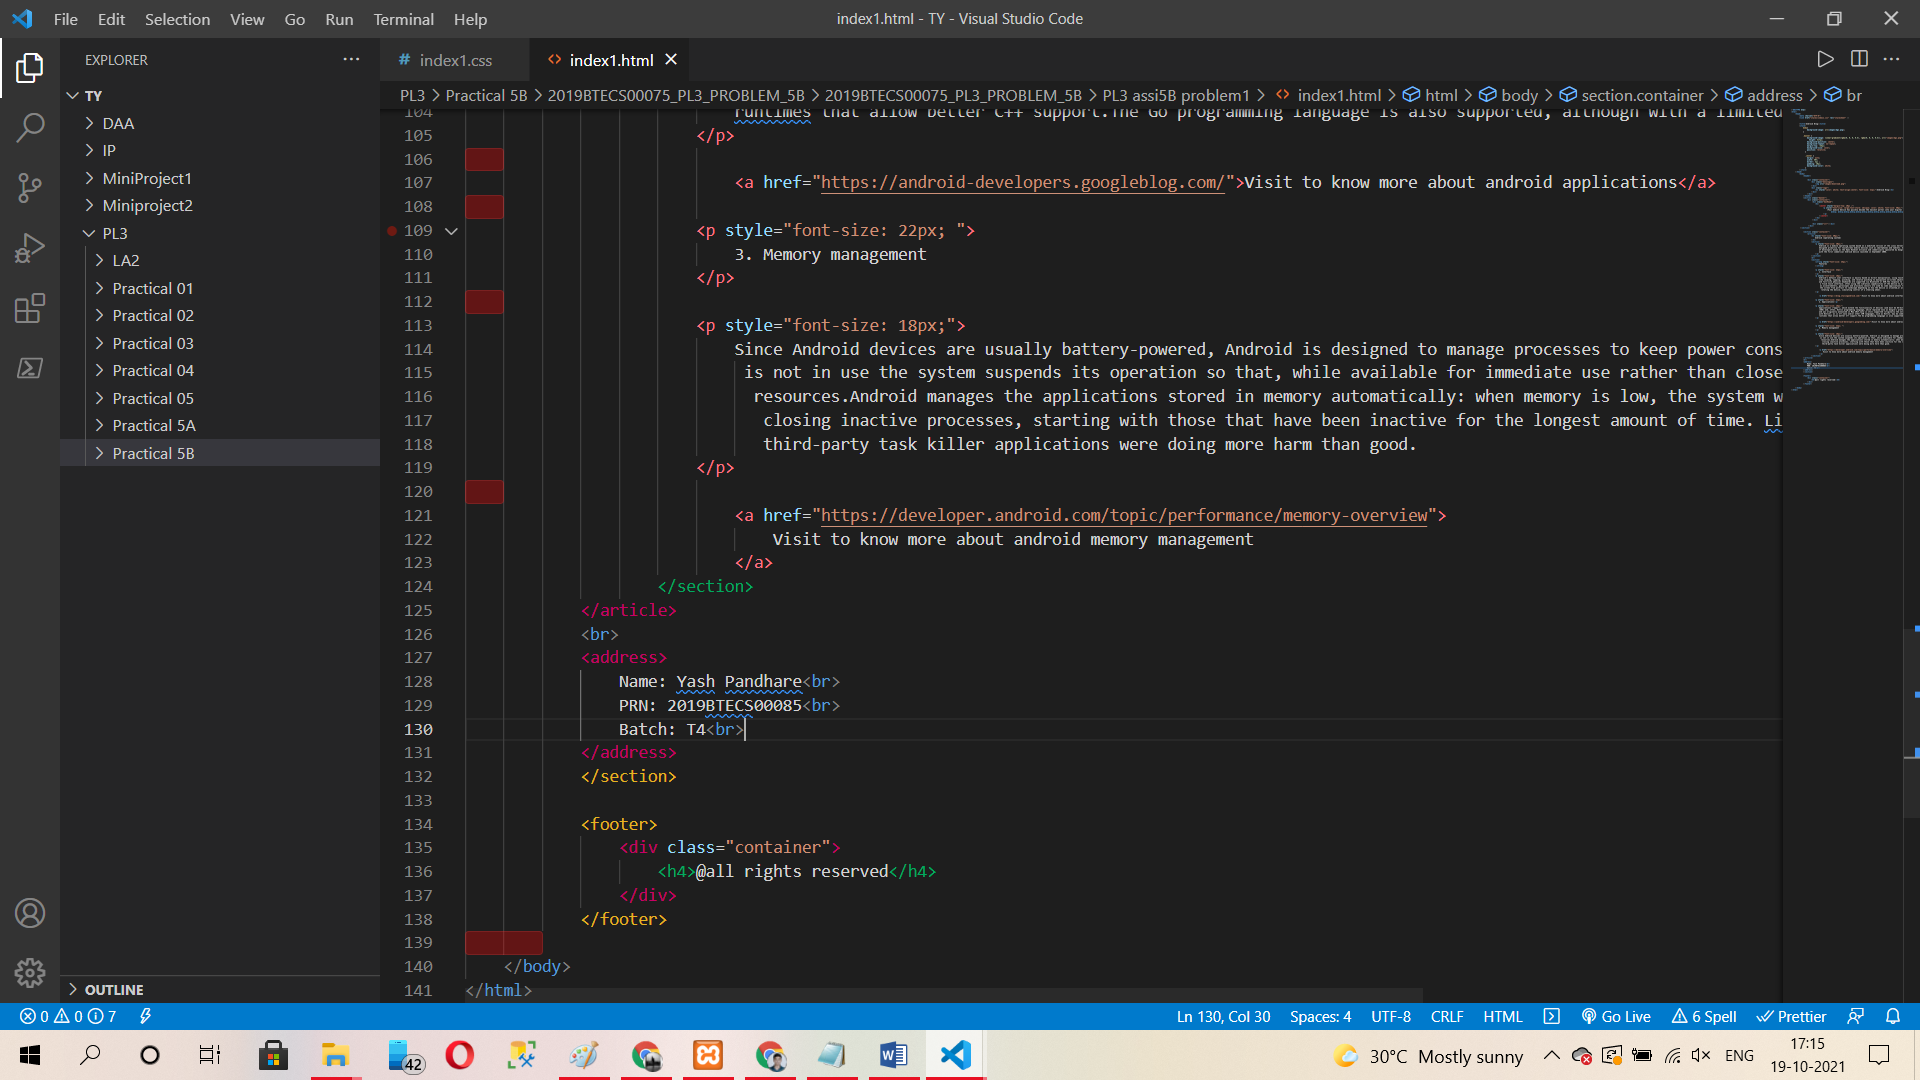 File Edit Selection View Go Run Terminal Help
index1.html - TY - Visual Studio Code
EXPLORER
TY
DAA
IP
MiniProject1
Miniproject2
PL3
LA2
Practical 01
Practical 02
Practical 03
Practical 04
Practical 05
Practical 5A
Practical 5B
OUTLINE
# index1.css
<> index1.html
PL3 > Practical 5B > 2019BTECS00075_PL3_PROBLEM_5B > 2019BTECS00075_PL3_PROBLEM_5B > PL3 assi5B problem1 > <> index1.html > html > body > section.container > address > br
104 runtimes that allow better C++ support.The Go programming language is also supported, although with a limited
105 </p>
106
107 <a href="https://android-developers.googleblog.com/">Visit to know more about android applications</a>
108
109 <p style="font-size: 22px; ">
110 3. Memory management
111 </p>
112
113 <p style="font-size: 18px;">
114 Since Android devices are usually battery-powered, Android is designed to manage processes to keep power cons
115 is not in use the system suspends its operation so that, while available for immediate use rather than close
116 resources.Android manages the applications stored in memory automatically: when memory is low, the system w
117 closing inactive processes, starting with those that have been inactive for the longest amount of time. Li
118 third-party task killer applications were doing more harm than good.
119 </p>
120
121 <a href="https://developer.android.com/topic/performance/memory-overview">
122 Visit to know more about android memory management
123 </a>
124 </section>
125 </article>
126 <br>
127 <address>
128 Name: Yash Pandhare<br>
129 PRN: 2019BTECS00085<br>
130 Batch: T4<br>
131 </address>
132 </section>
133
134 <footer>
135 <div class="container">
136 <h4>@all rights reserved</h4>
137 </div>
138 </footer>
139
140 </body>
141 </html>
0 0 7
Ln 130, Col 30 Spaces: 4 UTF-8 CRLF HTML Go Live 6 Spell Prettier
42
30°C Mostly sunny
ENG
17:15
19-10-2021